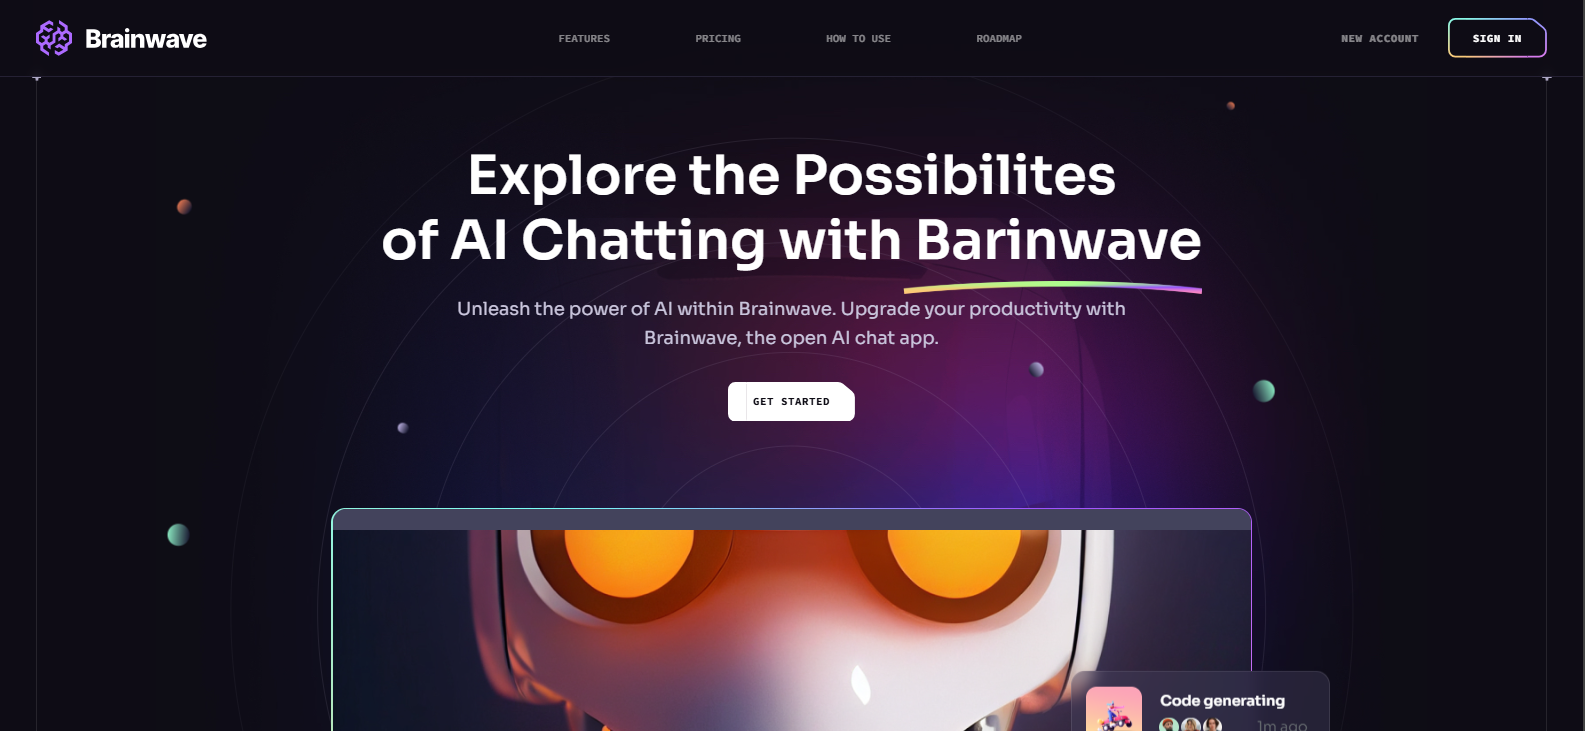 Brainwave
FEATURES
PRICING
HOW TO USE
ROADMAP
NEW ACCOUNT
SIGN IN
Explore the Possibilites
of AI Chatting with Barinwave
Unleash the power of AI within Brainwave. Upgrade your productivity with
Brainwave, the open AI chat app.
GET STARTED
Code generating
1m ago